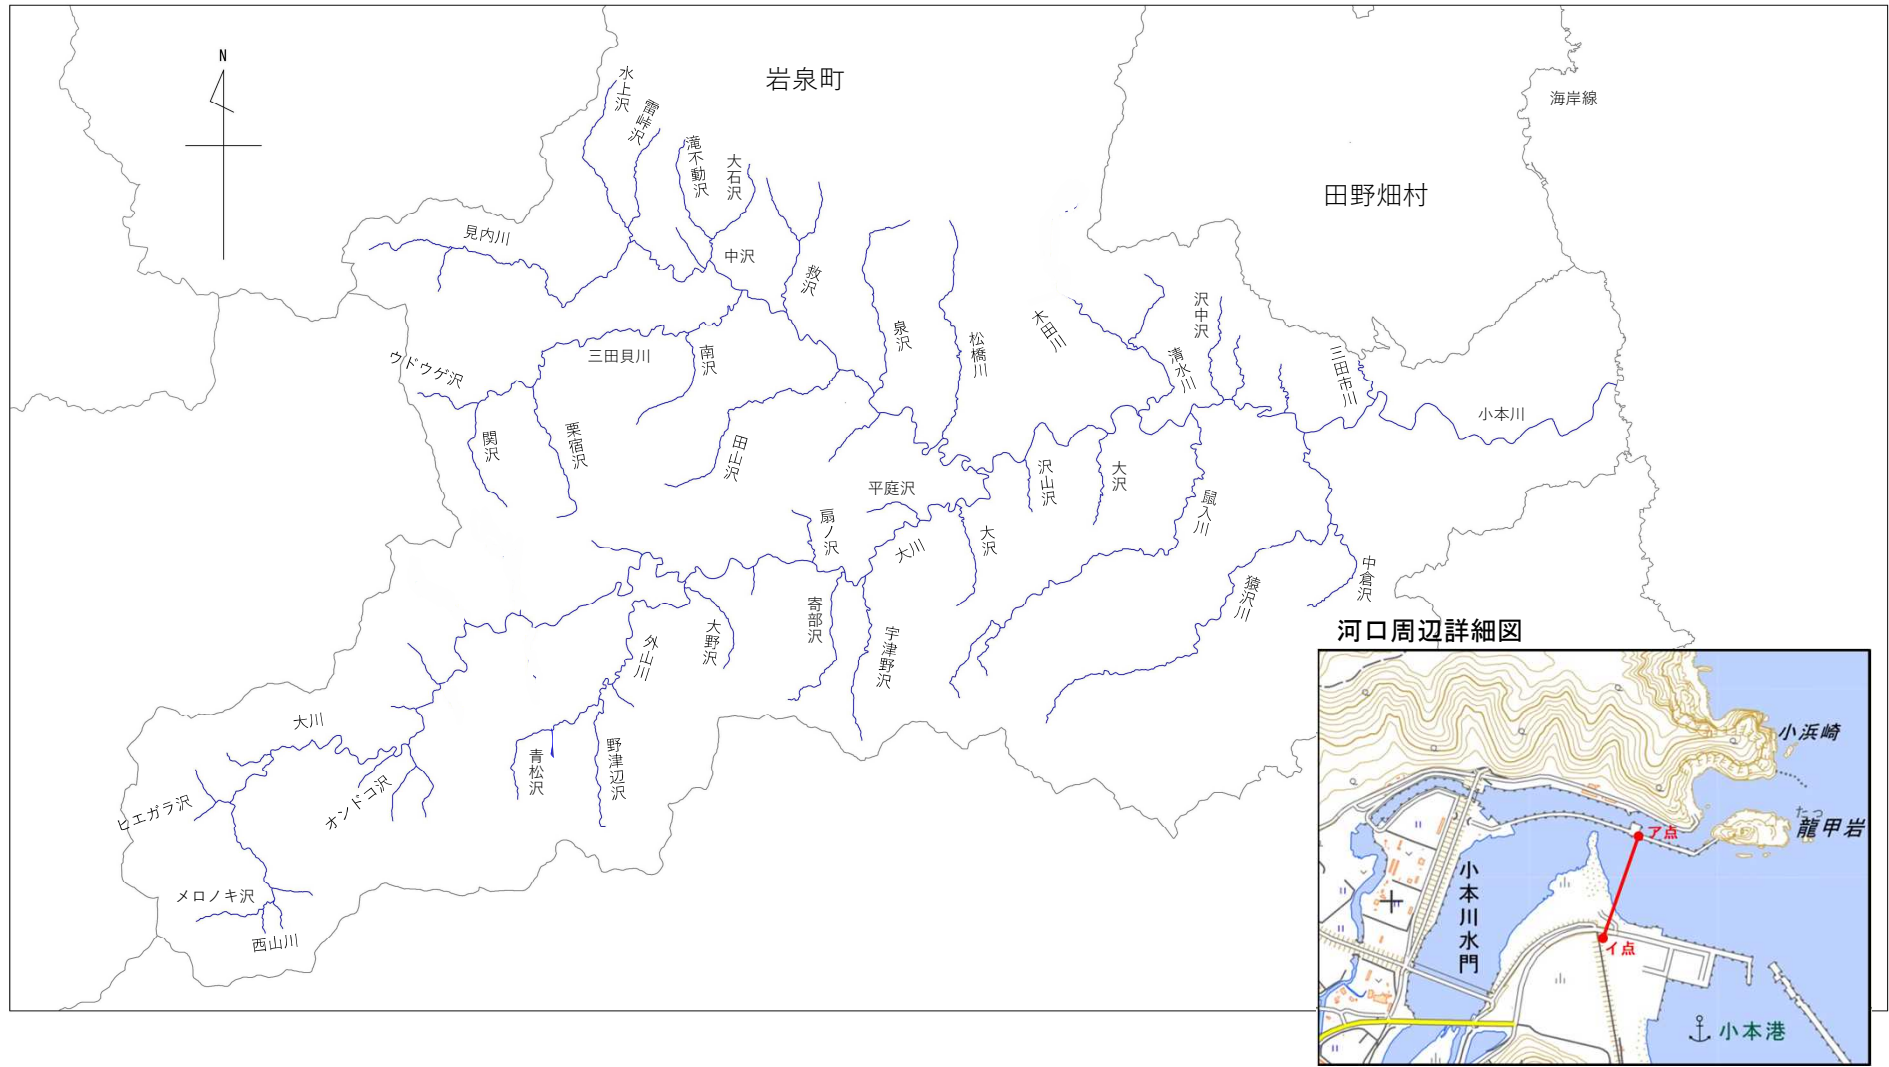 N
岩泉町
水上沢
雷峠沢
滝不動沢
大石沢
海岸線
田野畑村
見内川
中沢
救沢
沢中沢
泉沢
松橋川
木田川
清水川
三田市川
ウドウゲ沢
三田貝川
南沢
小本川
関沢
栗宿沢
田山沢
平庭沢
沢山沢
大沢
鼠入川
扇ノ沢
大川
大沢
中倉沢
猿沢川
寄部沢
宇津野沢
大野沢
外山川
大川
青松沢
野津辺沢
オンドコ沢
ヒエガラ沢
メロノキ沢
西山川
河口周辺詳細図
小浜崎
たつ
龍甲岩
ア点
小本川水門
イ点
小本港